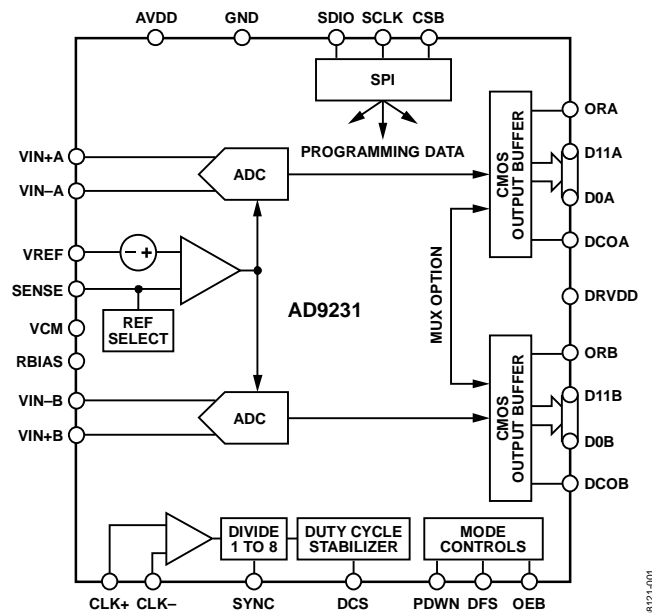 AVDD GND SDIO SCLK CSB
SPI
PROGRAMMING DATA
VIN+A
VIN–A
ADC
CMOS
OUTPUT BUFFER
ORA
D11A
D0A
DCOA
VREF
– +
SENSE
REF
SELECT
VCM
RBIAS
AD9231
MUX OPTION
DRVDD
VIN–B
VIN+B
ADC
CMOS
OUTPUT BUFFER
ORB
D11B
D0B
DCOB
DIVIDE
1 TO 8
DUTY CYCLE
STABILIZER
MODE
CONTROLS
CLK+ CLK– SYNC DCS PDWN DFS OEB